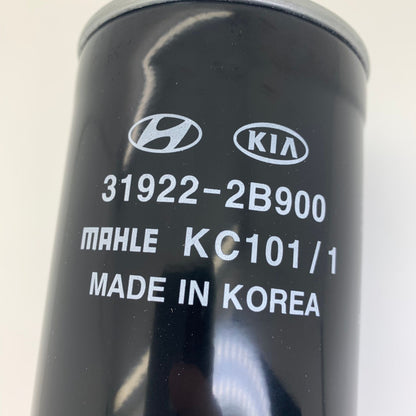 KIA
31922-2B900
MAHLE KC101/1
MADE IN KOREA